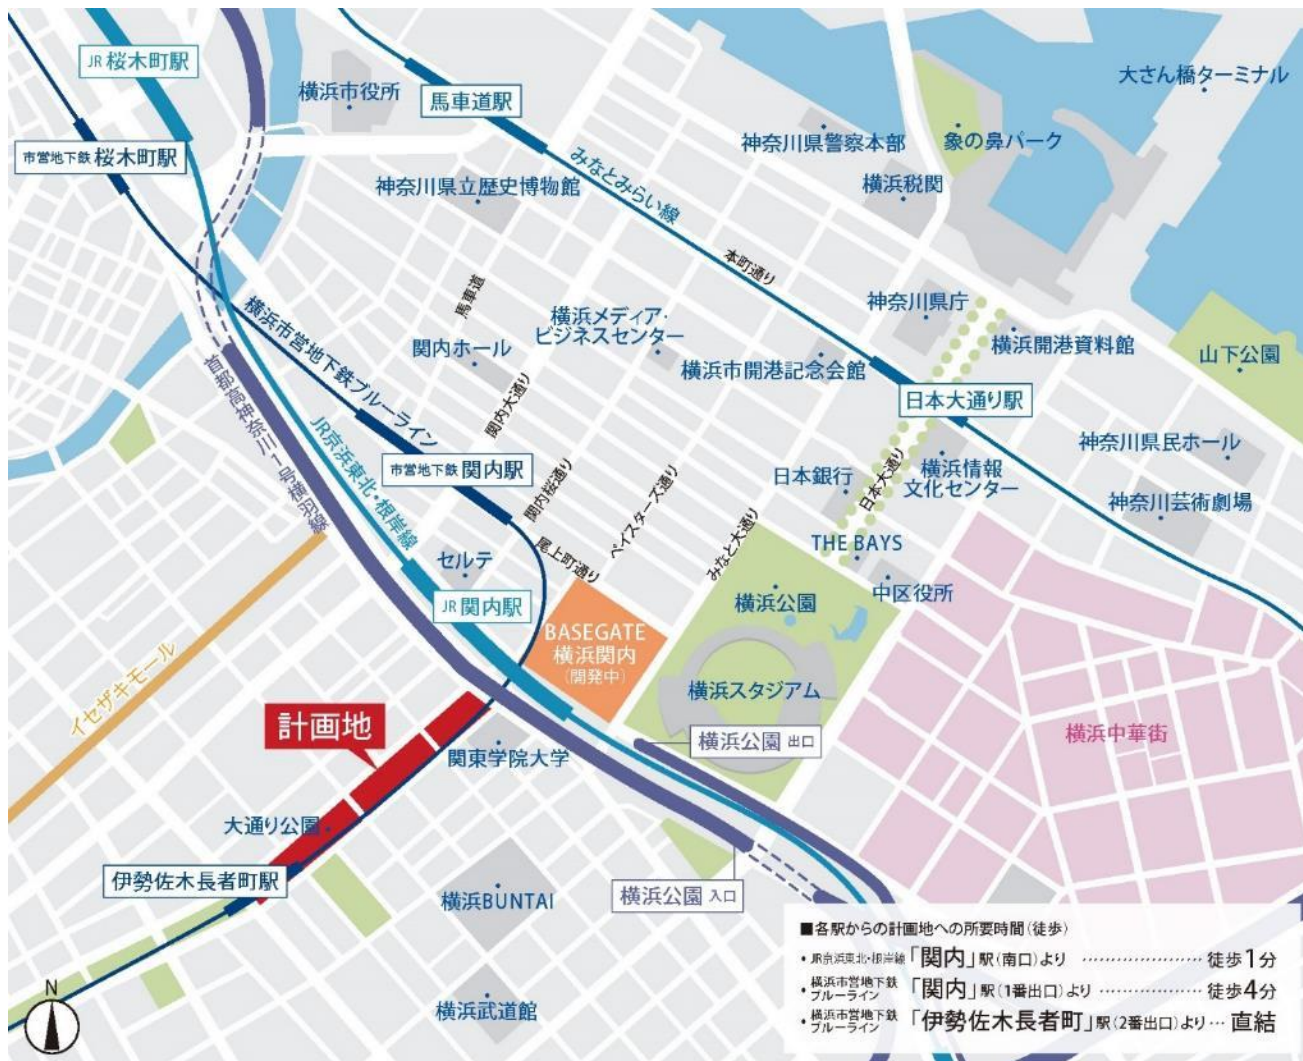 JR 桜木町駅
横浜市役所
馬車道駅
大さん橋ターミナル
市営地下鉄 桜木町駅
神奈川県警察本部
象の鼻パーク
神奈川県立歴史博物館
みなとみらい線
横浜税関
本町通り
馬車道
神奈川県庁
横浜市営地下鉄ブルーライン
横浜メディア・
ビジネスセンター
横浜開港資料館
関内ホール
山下公園
横浜市開港記念会館
首都高神奈川1号横羽線
関内大通り
日本大通り駅
JR京浜東北・根岸線
神奈川県民ホール
市営地下鉄 関内駅
関内桜通り
ベイスターズ通り
日本銀行
日本大通り
横浜情報
文化センター
神奈川芸術劇場
みなと大通り
尾上町通り
THE BAYS
セルテ
中区役所
横浜公園
JR 関内駅
BASEGATE
横浜関内
(開発中)
イセザキモール
横浜スタジアム
計画地
横浜公園 出口
横浜中華街
関東学院大学
大通り公園
伊勢佐木長者町駅
横浜BUNTAI
横浜公園 入口
横浜武道館
N
■各駅からの計画地への所要時間(徒歩)
・JR京浜東北・根岸線「関内」駅(南口)より ………………… 徒歩1分
・横浜市営地下鉄ブルーライン「関内」駅(1番出口)より ……………… 徒歩4分
・横浜市営地下鉄ブルーライン「伊勢佐木長者町」駅(2番出口)より… 直結